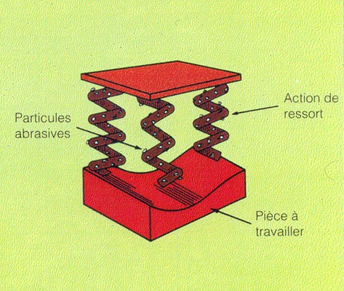 Particules
abrasives
Action de
ressort
Pièce à
travailler